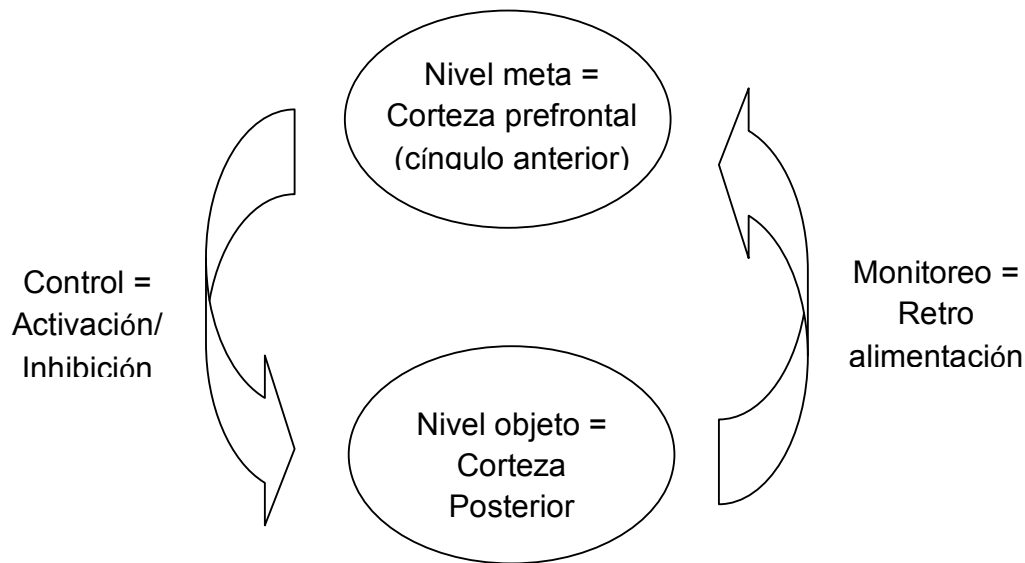 Nivel meta =
Corteza prefrontal
(cíngulo anterior)
Control =
Activación/
Inhibición
Monitoreo =
Retro
alimentación
Nivel objeto =
Corteza
Posterior